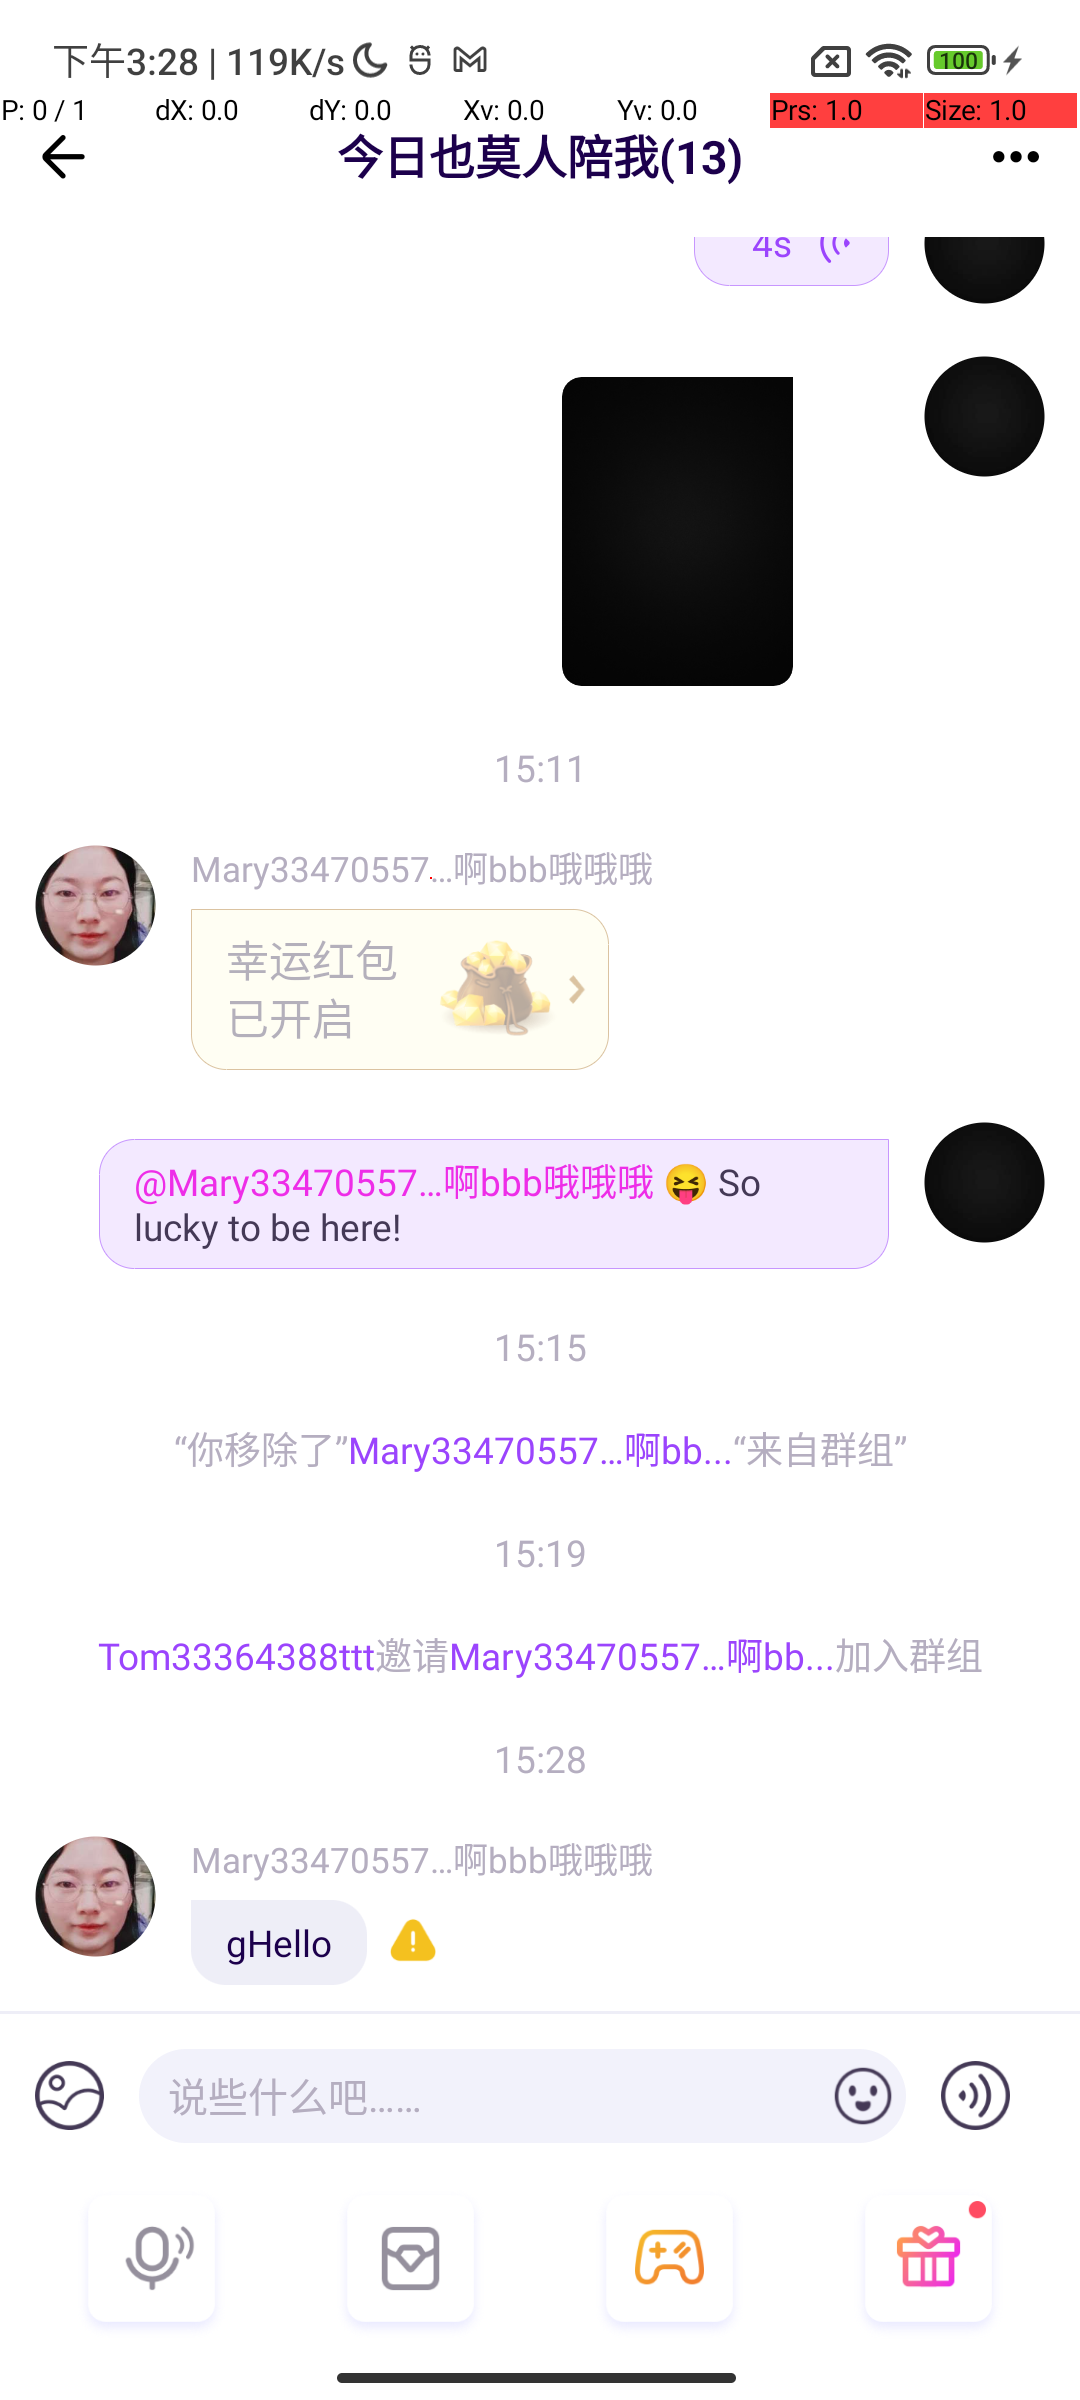 下午3:28 | 119K/s
100
P: 0 / 1 dX: 0.0 dY: 0.0 Xv: 0.0 Yv: 0.0 Prs: 1.0 Size: 1.0
今日也莫人陪我(13)
4s
15:11
Mary33470557...啊bbb哦哦哦
幸运红包
已开启
@Mary33470557...啊bbb哦哦哦 😝 So
lucky to be here!
15:15
“你移除了”Mary33470557...啊bb...“来自群组”
15:19
Tom33364388ttt邀请Mary33470557...啊bb...加入群组
15:28
Mary33470557...啊bbb哦哦哦
gHello
说些什么吧……